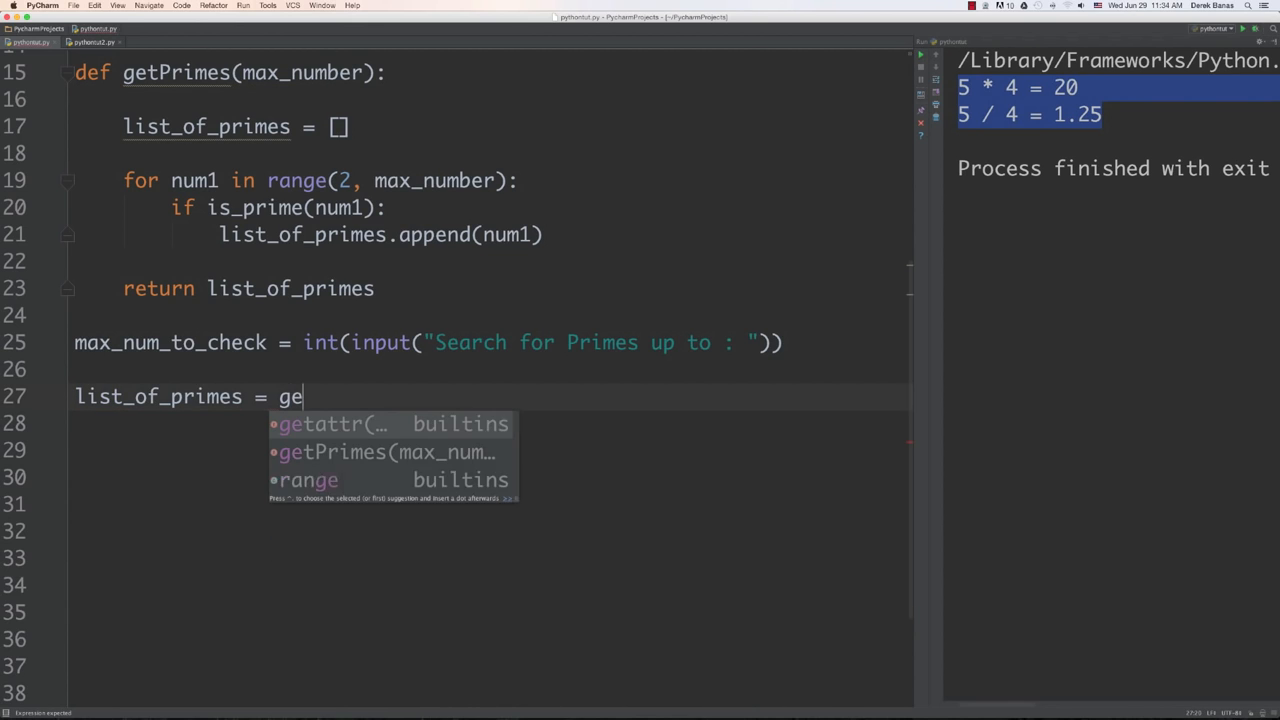 PyCharm File Edit View Navigate Code Refactor Run Tools VCS Window Help
10 Wed Jun 29 11:34 AM Derek Banas
pythontut.py - PyCharmProjects - [~/PycharmProjects]
PycharmProjects pythontut.py
pythontut
pythontut.py pythontut2.py
Run pythontut
15 def getPrimes(max_number):
16
17 list_of_primes = []
18
19 for num1 in range(2, max_number):
20 if is_prime(num1):
21 list_of_primes.append(num1)
22
23 return list_of_primes
24
25 max_num_to_check = int(input("Search for Primes up to : "))
26
27 list_of_primes = ge
28
29
30
31
32
33
34
35
36
37
38
getattr(… builtins
getPrimes(max_num…
range builtins
to choose the selected (or first) suggestion and insert a dot afterwards >>
/Library/Frameworks/Python.
5 * 4 = 20
5 / 4 = 1.25
Process finished with exit
Expression expected
27:20 LF UTF-8